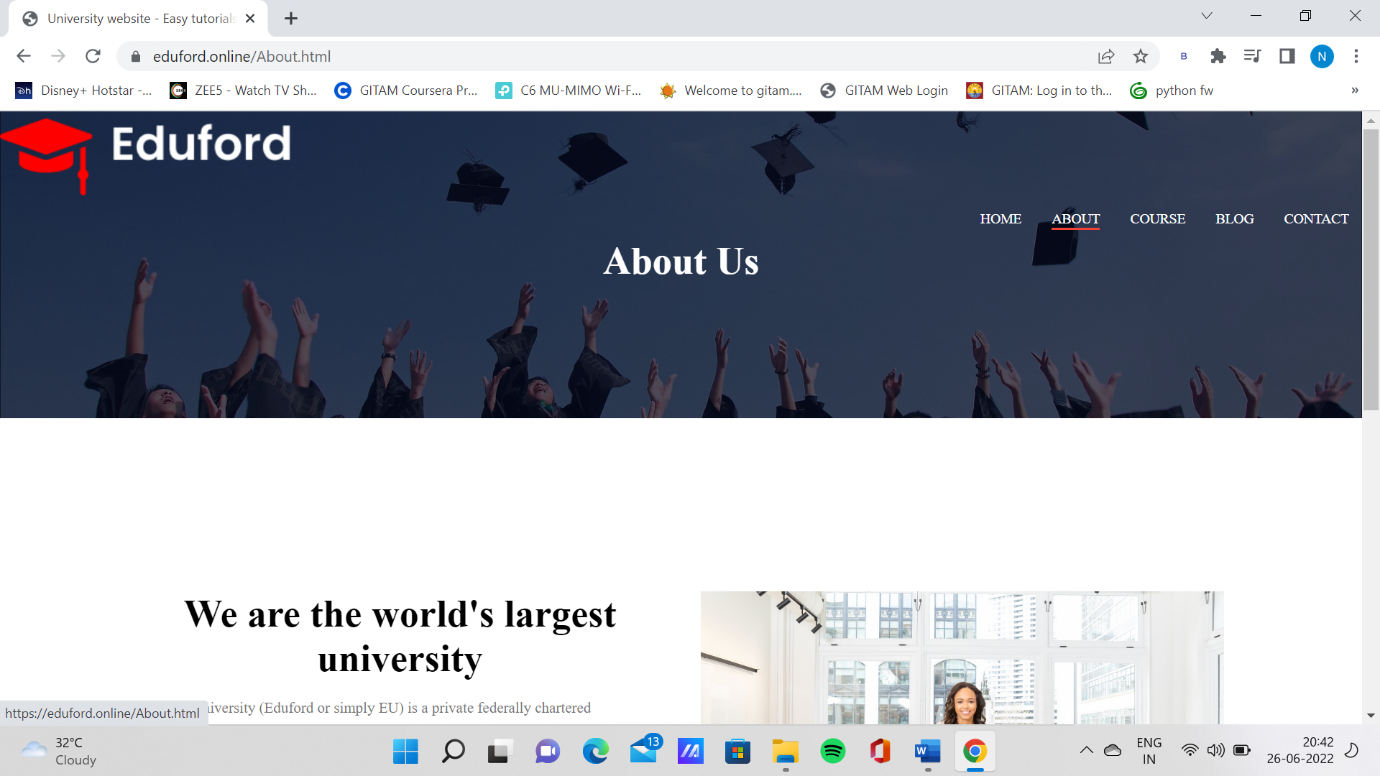 University website - Easy tutorials
eduford.online/About.html
B
N
Disney+ Hotstar -...
ZEE5 - Watch TV Sh...
GITAM Coursera Pr...
C6 MU-MIMO Wi-F...
Welcome to gitam....
GITAM Web Login
GITAM: Log in to th...
python fw
»
Eduford
HOME
ABOUT
COURSE
BLOG
CONTACT
About Us
We are the world's largest
university
(Eduford or simply EU) is a private federally chartered
https://eduford.online/About.html
32°C
Cloudy
13
ENG
IN
20:42
26-06-2022